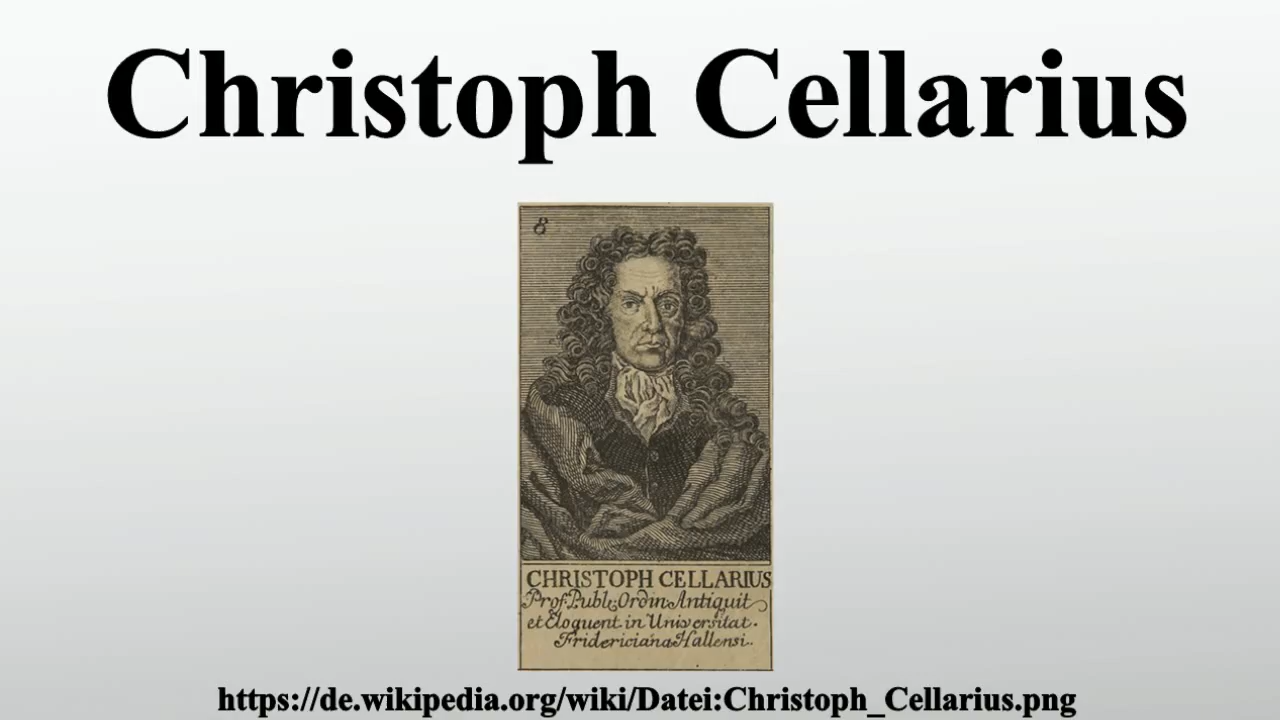 Christoph Cellarius
8
CHRISTOPH CELLARIUS
Prof. Publ. Ordin. Antiquit
et Eloquent. in Universitat.
Fridericiana Hallensi.
https://de.wikipedia.org/wiki/Datei:Christoph_Cellarius.png